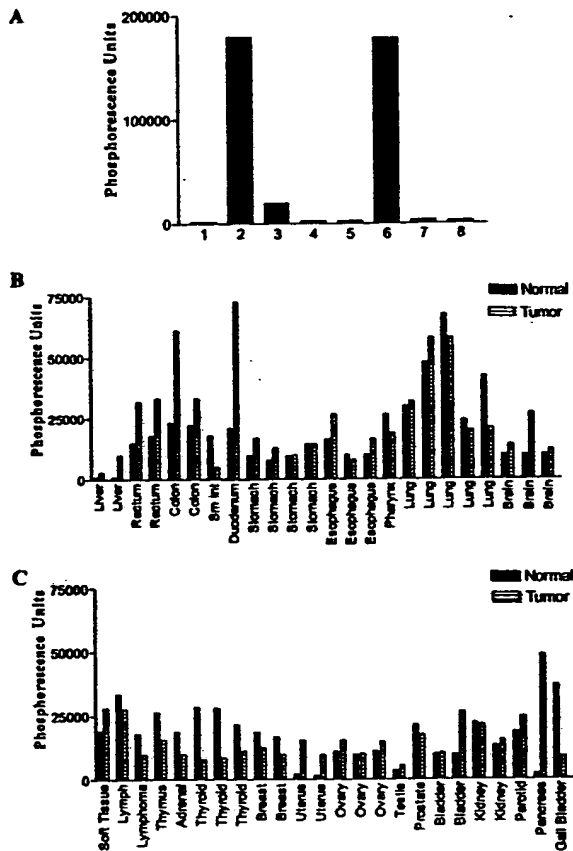 A
Phosphorescence Units
200000
100000
0
1 2 3 4 5 6 7 8
B
Normal
Tumor
Phosphorescence Units
75000
50000
25000
0
Liver
Liver
Rectum
Rectum
Colon
Colon
Sm Int
Duodenum
Stomach
Stomach
Stomach
Stomach
Esophagus
Esophagus
Esophagus
Pharynx
Lung
Lung
Lung
Lung
Lung
Brain
Brain
Brain
C
Normal
Tumor
Phosphorescence Units
75000
50000
25000
0
Soft Tissue
Lymph
Lymphoma
Thymus
Adrenal
Thyroid
Thyroid
Thyroid
Breast
Breast
Uterus
Uterus
Ovary
Ovary
Ovary
Testie
Prostate
Bladder
Bladder
Kidney
Kidney
Parotid
Pancreas
Gall Bladder